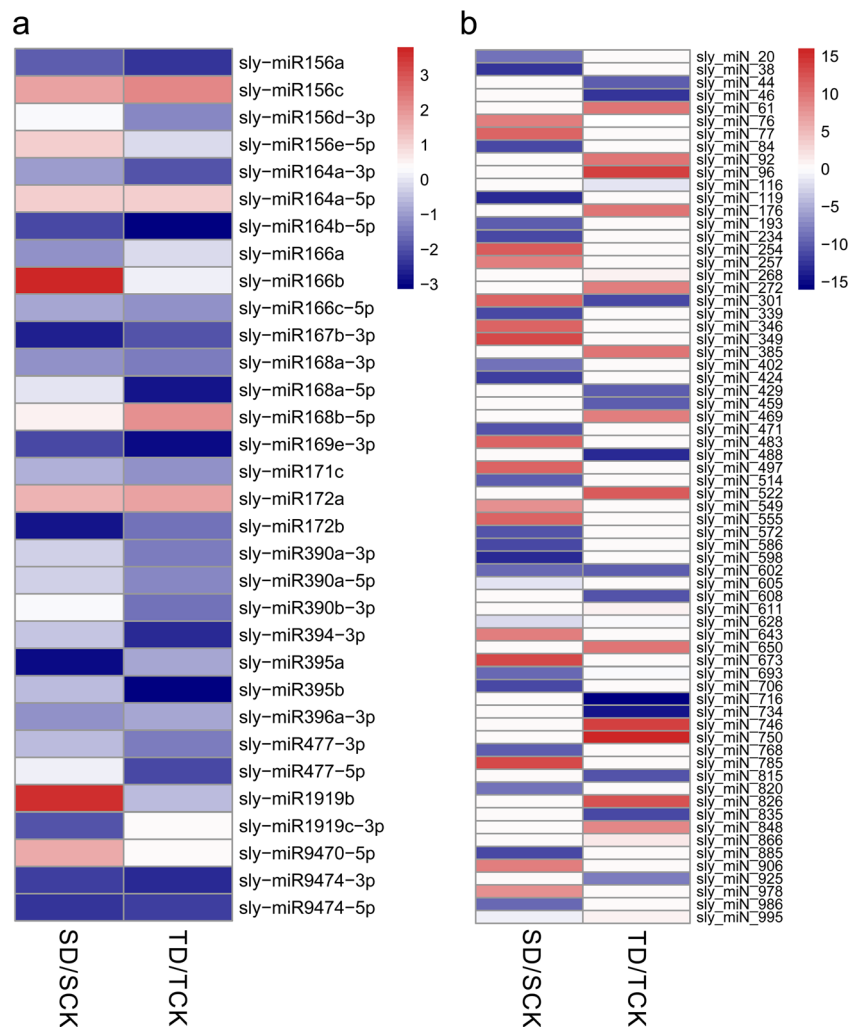 a
sly−miR156a
sly−miR156c
sly−miR156d−3p
sly−miR156e−5p
sly−miR164a−3p
sly−miR164a−5p
sly−miR164b−5p
sly−miR166a
sly−miR166b
sly−miR166c−5p
sly−miR167b−3p
sly−miR168a−3p
sly−miR168a−5p
sly−miR168b−5p
sly−miR169e−3p
sly−miR171c
sly−miR172a
sly−miR172b
sly−miR390a−3p
sly−miR390a−5p
sly−miR390b−3p
sly−miR394−3p
sly−miR395a
sly−miR395b
sly−miR396a−3p
sly−miR477−3p
sly−miR477−5p
sly−miR1919b
sly−miR1919c−3p
sly−miR9470−5p
sly−miR9474−3p
sly−miR9474−5p
3
2
1
0
−1
−2
−3
SD/SCK
TD/TCK
b
sly_miN_20
sly_miN_38
sly_miN_44
sly_miN_46
sly_miN_61
sly_miN_76
sly_miN_77
sly_miN_84
sly_miN_92
sly_miN_96
sly_miN_116
sly_miN_119
sly_miN_176
sly_miN_193
sly_miN_234
sly_miN_254
sly_miN_257
sly_miN_268
sly_miN_272
sly_miN_301
sly_miN_339
sly_miN_346
sly_miN_349
sly_miN_385
sly_miN_402
sly_miN_424
sly_miN_429
sly_miN_459
sly_miN_469
sly_miN_471
sly_miN_483
sly_miN_488
sly_miN_497
sly_miN_514
sly_miN_522
sly_miN_549
sly_miN_555
sly_miN_572
sly_miN_586
sly_miN_598
sly_miN_602
sly_miN_605
sly_miN_608
sly_miN_611
sly_miN_628
sly_miN_643
sly_miN_650
sly_miN_673
sly_miN_693
sly_miN_706
sly_miN_716
sly_miN_734
sly_miN_746
sly_miN_750
sly_miN_768
sly_miN_785
sly_miN_815
sly_miN_820
sly_miN_826
sly_miN_835
sly_miN_848
sly_miN_866
sly_miN_885
sly_miN_906
sly_miN_925
sly_miN_978
sly_miN_986
sly_miN_995
15
10
5
0
−5
−10
−15
SD/SCK
TD/TCK